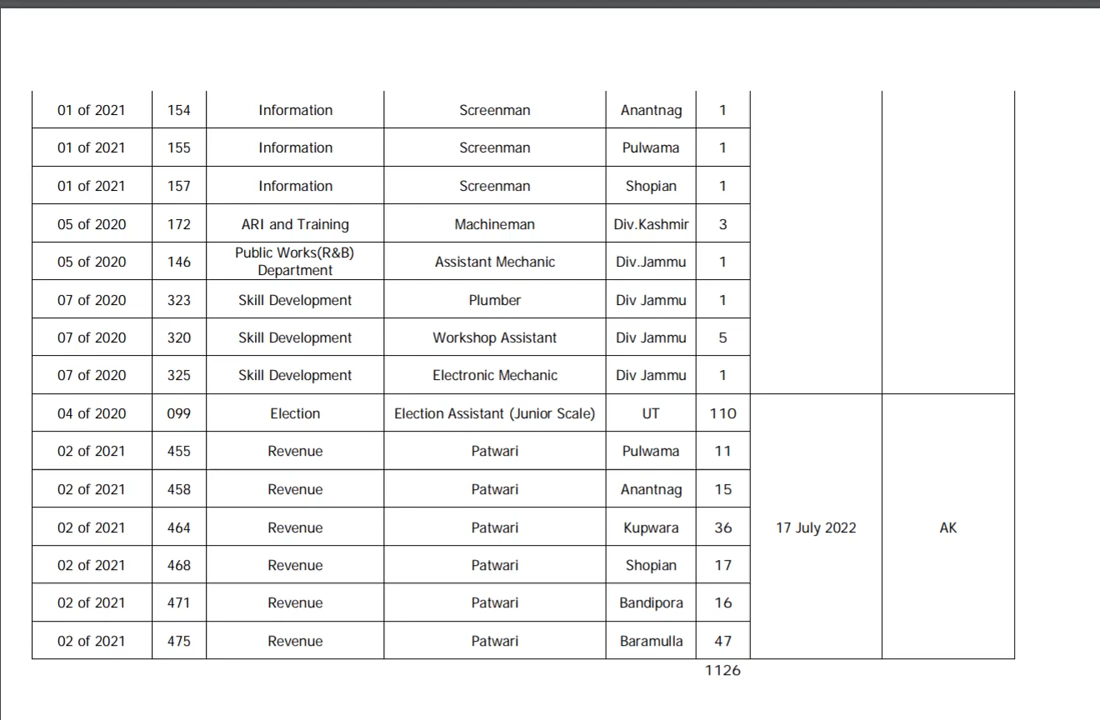 01 of 2021 154 Information Screenman Anantnag 1
01 of 2021 155 Information Screenman Pulwama 1
01 of 2021 157 Information Screenman Shopian 1
05 of 2020 172 ARI and Training Machineman Div.Kashmir 3
05 of 2020 146 Public Works(R&B) Department Assistant Mechanic Div.Jammu 1
07 of 2020 323 Skill Development Plumber Div Jammu 1
07 of 2020 320 Skill Development Workshop Assistant Div Jammu 5
07 of 2020 325 Skill Development Electronic Mechanic Div Jammu 1
04 of 2020 099 Election Election Assistant (Junior Scale) UT 110
02 of 2021 455 Revenue Patwari Pulwama 11
02 of 2021 458 Revenue Patwari Anantnag 15
02 of 2021 464 Revenue Patwari Kupwara 36 17 July 2022 AK
02 of 2021 468 Revenue Patwari Shopian 17
02 of 2021 471 Revenue Patwari Bandipora 16
02 of 2021 475 Revenue Patwari Baramulla 47
1126